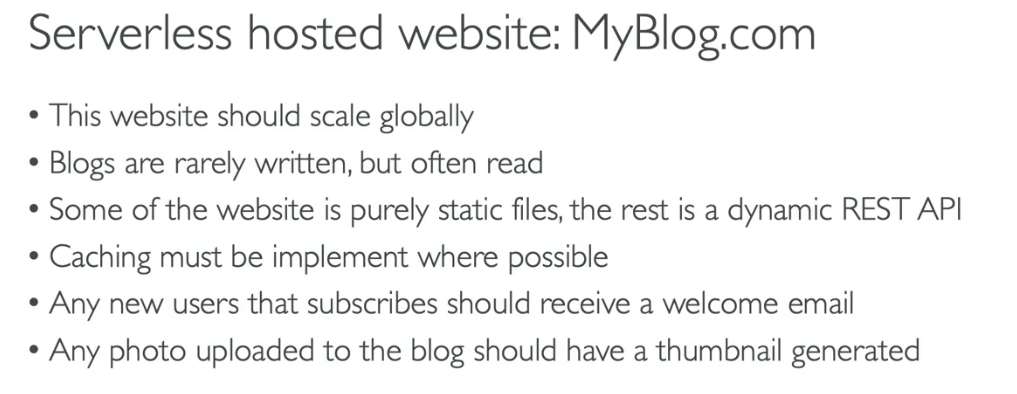 Serverless hosted website: MyBlog.com
• This website should scale globally
• Blogs are rarely written, but often read
• Some of the website is purely static files, the rest is a dynamic REST API
• Caching must be implement where possible
• Any new users that subscribes should receive a welcome email
• Any photo uploaded to the blog should have a thumbnail generated